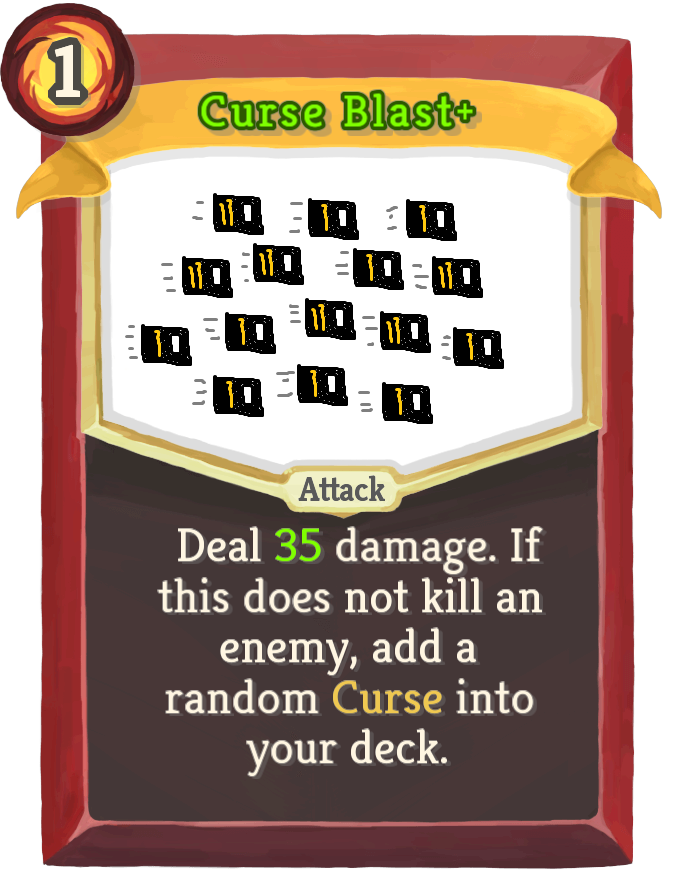 1
Curse Blast+
Attack
Deal 35 damage. If
this does not kill an
enemy, add a
random Curse into
your deck.